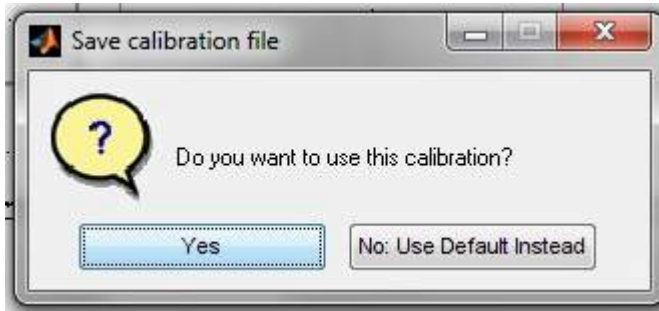 Save calibration file
?
Do you want to use this calibration?
Yes
No: Use Default Instead